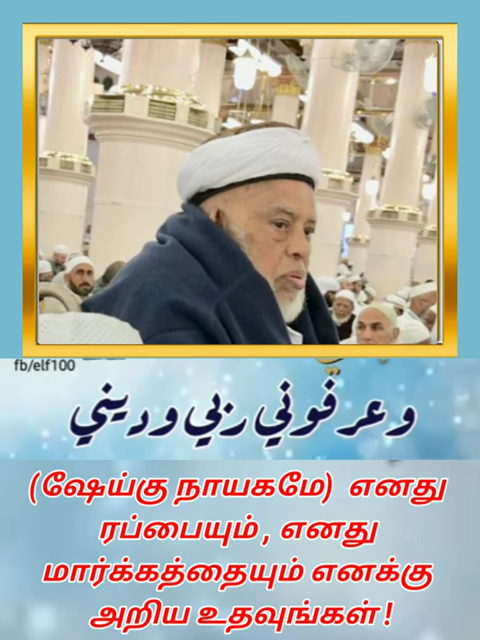 fb/elf100
وعرفوني ربي وديني
(ஷேய்கு நாயகமே) எனது
ரப்பையும், எனது
மார்க்கத்தையும் எனக்கு
அறிய உதவுங்கள்!